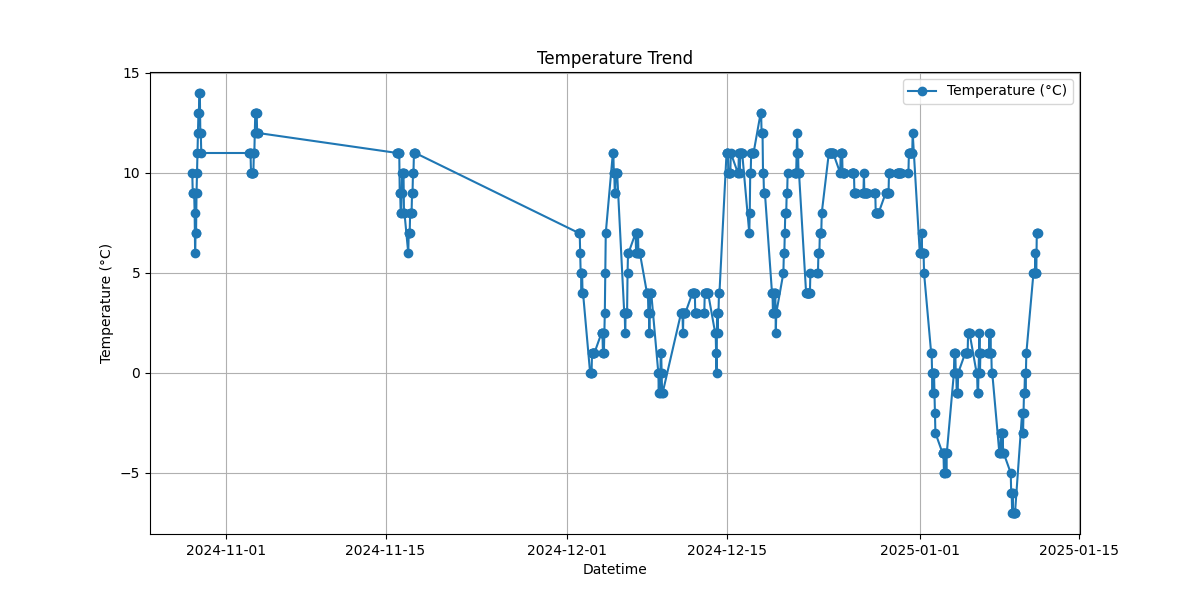 Temperature Trend
Temperature (°C)
15
10
5
0
−5
Temperature (°C)
2024-11-01
2024-11-15
2024-12-01
2024-12-15
2025-01-01
2025-01-15
Datetime